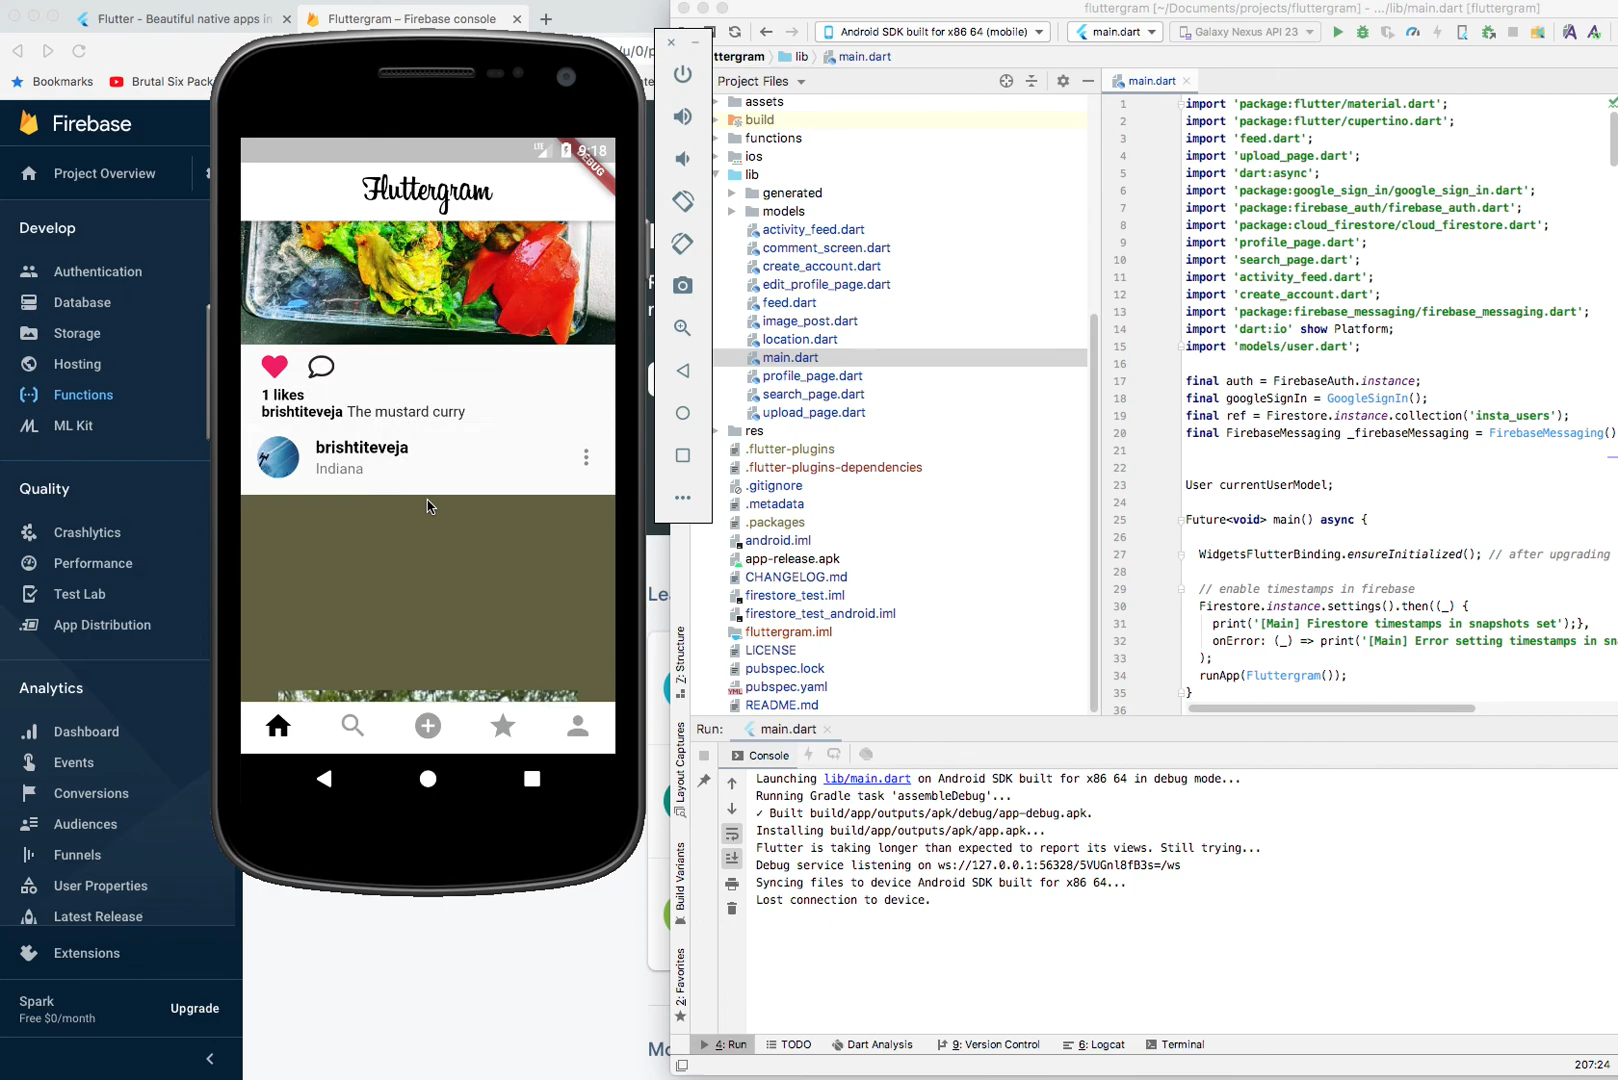 Flutter - Beautiful native apps in
Fluttergram – Firebase console
/u/0/p
Bookmarks
Brutal Six Pack
Firebase
Project Overview
Develop
Authentication
Database
Storage
Hosting
Functions
ML Kit
Quality
Crashlytics
Performance
Test Lab
App Distribution
Analytics
Dashboard
Events
Conversions
Audiences
Funnels
User Properties
Latest Release
Extensions
Spark
Free $0/month
Upgrade
LTE
9:18
DEBUG
Fluttergram
1 likes
brishtiteveja The mustard curry
brishtiteveja
Indiana
Le
Mo
fluttergram [~/Documents/projects/fluttergram] - .../lib/main.dart [fluttergram]
Android SDK built for x86 64 (mobile)
main.dart
Galaxy Nexus API 23
ttergram
lib
main.dart
Project Files
main.dart
assets
build
functions
ios
lib
generated
models
activity_feed.dart
comment_screen.dart
create_account.dart
edit_profile_page.dart
feed.dart
image_post.dart
location.dart
main.dart
profile_page.dart
search_page.dart
upload_page.dart
res
.flutter-plugins
.flutter-plugins-dependencies
.gitignore
.metadata
.packages
android.iml
app-release.apk
CHANGELOG.md
firestore_test.iml
firestore_test_android.iml
fluttergram.iml
LICENSE
pubspec.lock
pubspec.yaml
README.md
1 import 'package:flutter/material.dart';
2 import 'package:flutter/cupertino.dart';
3 import 'feed.dart';
4 import 'upload_page.dart';
5 import 'dart:async';
6 import 'package:google_sign_in/google_sign_in.dart';
7 import 'package:firebase_auth/firebase_auth.dart';
8 import 'package:cloud_firestore/cloud_firestore.dart';
9 import 'profile_page.dart';
10 import 'search_page.dart';
11 import 'activity_feed.dart';
12 import 'create_account.dart';
13 import 'package:firebase_messaging/firebase_messaging.dart';
14 import 'dart:io' show Platform;
15 import 'models/user.dart';
16
17 final auth = FirebaseAuth.instance;
18 final googleSignIn = GoogleSignIn();
19 final ref = Firestore.instance.collection('insta_users');
20 final FirebaseMessaging _firebaseMessaging = FirebaseMessaging()
21
22
23 User currentUserModel;
24
25 Future<void> main() async {
26
27 WidgetsFlutterBinding.ensureInitialized(); // after upgrading
28
29 // enable timestamps in firebase
30 Firestore.instance.settings().then((_) {
31 print('[Main] Firestore timestamps in snapshots set');},
32 onError: (_) => print('[Main] Error setting timestamps in sna
33 );
34 runApp(Fluttergram());
35 }
36
Z: Structure
Layout Captures
Build Variants
2: Favorites
Run:
main.dart
Console
Launching lib/main.dart on Android SDK built for x86 64 in debug mode...
Running Gradle task 'assembleDebug'...
✓ Built build/app/outputs/apk/debug/app-debug.apk.
Installing build/app/outputs/apk/app.apk...
Flutter is taking longer than expected to report its views. Still trying...
Debug service listening on ws://127.0.0.1:56328/5VUGnl8fB3s=/ws
Syncing files to device Android SDK built for x86 64...
Lost connection to device.
4: Run
TODO
Dart Analysis
9: Version Control
6: Logcat
Terminal
207:24